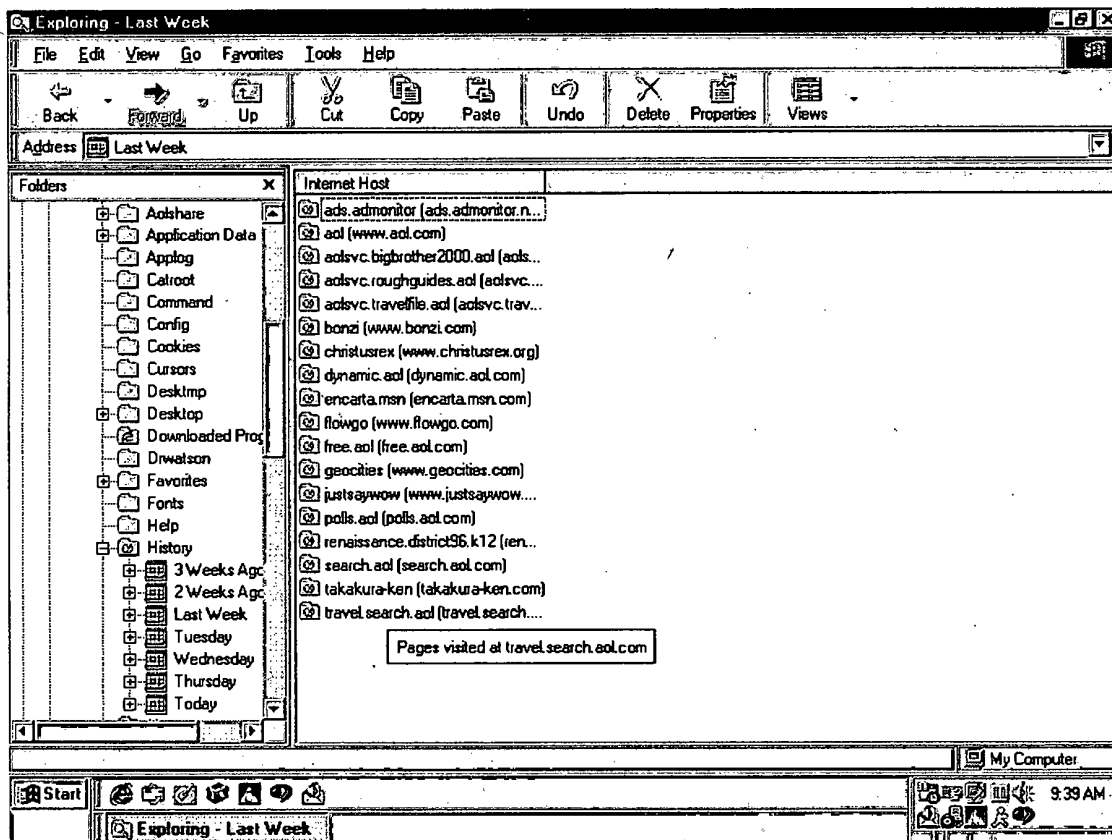 Exploring - Last Week
File Edit View Go Favorites Tools Help
Back Forward Up Cut Copy Paste Undo Delete Properties Views
Address Last Week
Folders
Internet Host
Aolshare
Application Data
Applog
Catroot
Command
Config
Cookies
Cursors
Desktmp
Desktop
Downloaded Prog
Drwatson
Favorites
Fonts
Help
History
3 Weeks Ago
2 Weeks Ago
Last Week
Tuesday
Wednesday
Thursday
Today
ads.admonitor (ads.admonitor.n...
aol (www.aol.com)
aolsvc.bigbrother2000.aol (aols...
aolsvc.roughguides.aol (aolsvc....
aolsvc.travelfile.aol (aolsvc.trav...
bonzi (www.bonzi.com)
christusrex (www.christusrex.org)
dynamic.aol (dynamic.aol.com)
encarta.msn (encarta.msn.com)
flowgo (www.flowgo.com)
free.aol (free.aol.com)
geocities (www.geocities.com)
justsaywow (www.justsaywow....
polls.aol (polls.aol.com)
renaissance.district96.k12 (ren...
search.aol (search.aol.com)
takakura-ken (takakura-ken.com)
travel.search.aol (travel.search....
Pages visited at travel.search.aol.com
My Computer
Start
9:39 AM
Exploring - Last Week